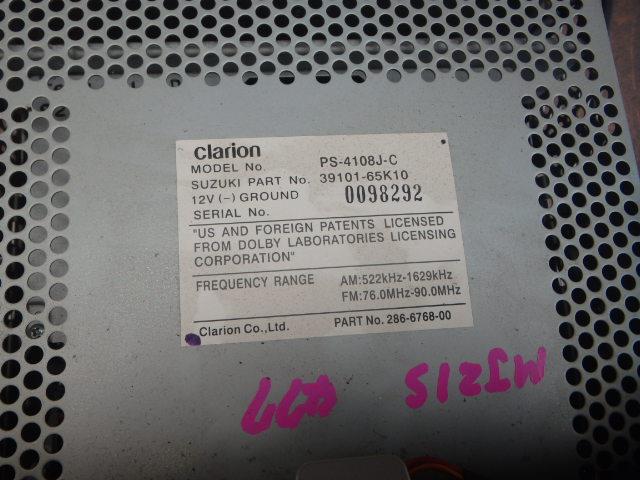 Clarion
MODEL No. PS-4108J-C
SUZUKI PART No. 39101-65K10
12V (-) GROUND
SERIAL No. 0098292
"US AND FOREIGN PATENTS LICENSED
FROM DOLBY LABORATORIES LICENSING
CORPORATION"
FREQUENCY RANGE AM:522kHz-1629kHz
FM:76.0MHz-90.0MHz
Clarion Co.,Ltd. PART No. 286-6768-00
MJ21S